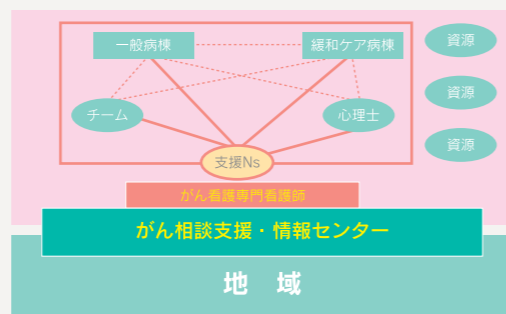 一般病棟
緩和ケア病棟
資源
資源
チーム
心理士
資源
支援Ns
がん看護専門看護師
がん相談支援・情報センター
地 域